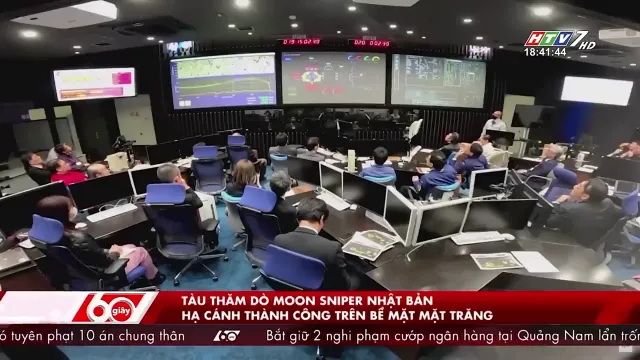 HTV7 HD
18:41:44
60 giây
TÀU THĂM DÒ MOON SNIPER NHẬT BẢN
HẠ CÁNH THÀNH CÔNG TRÊN BỀ MẶT MẶT TRĂNG
ó tuyên phạt 10 án chung thân Bắt giữ 2 nghi phạm cướp ngân hàng tại Quảng Nam lẩn trố